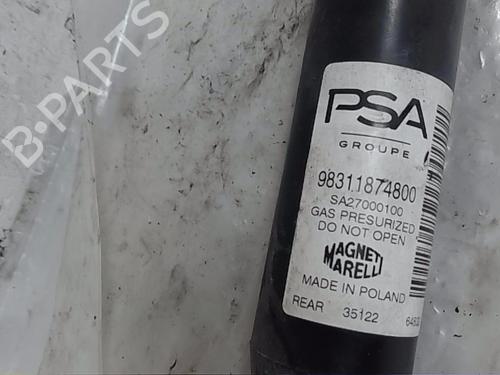 B-PARTS
PSA
GROUPE
98311874800
SA27000100
GAS PRESURIZED
DO NOT OPEN
MAGNETI
MARELLI
MADE IN POLAND
REAR 35122